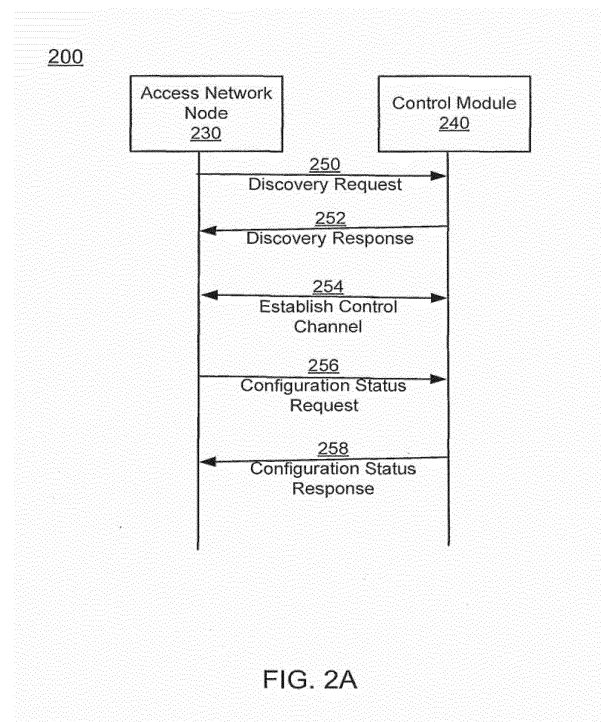 200
Access Network
Node
230
Control Module
240
250
Discovery Request
252
Discovery Response
254
Establish Control
Channel
256
Configuration Status
Request
258
Configuration Status
Response
FIG. 2A